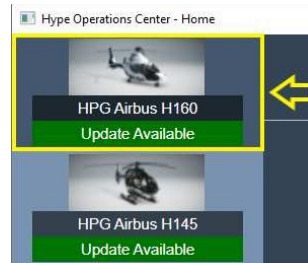 Hype Operations Center - Home
HPG Airbus H160
Update Available
HPG Airbus H145
Update Available